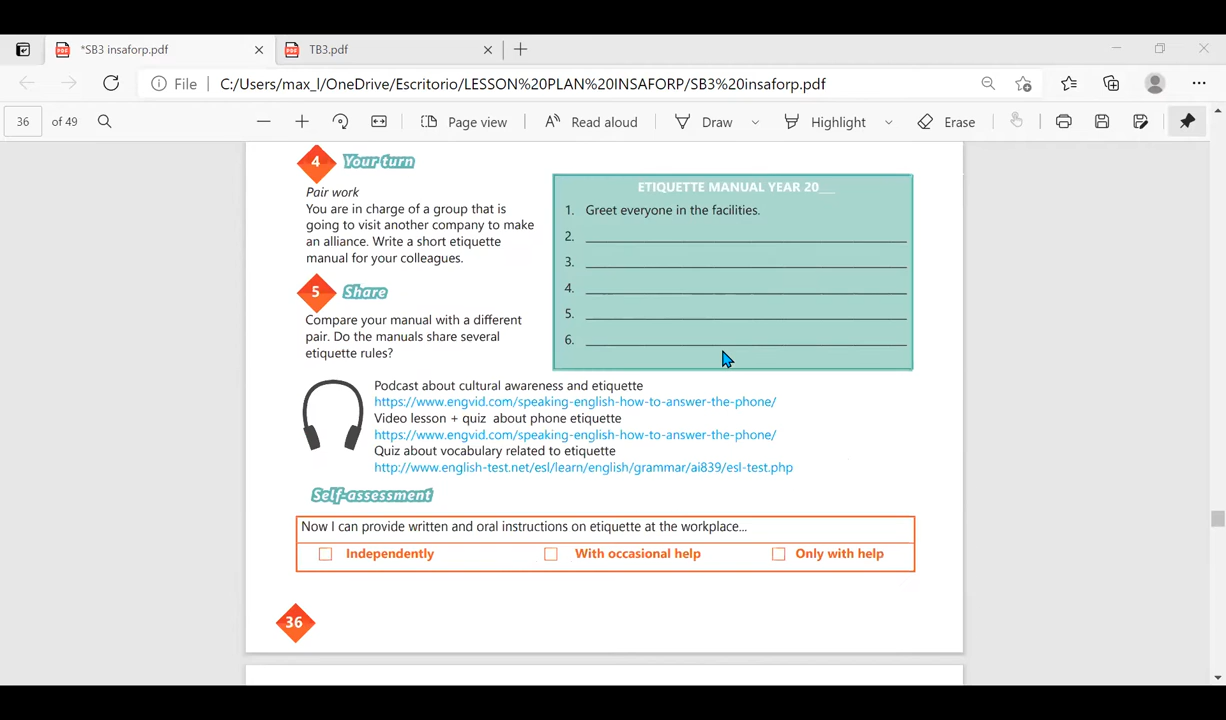 *SB3 insaforp.pdf
TB3.pdf
File
C:/Users/max_l/OneDrive/Escritorio/LESSON%20PLAN%20INSAFORP/SB3%20insaforp.pdf
36 of 49
Page view
Read aloud
Draw
Highlight
Erase
4 Your turn
Pair work
You are in charge of a group that is
going to visit another company to make
an alliance. Write a short etiquette
manual for your colleagues.
ETIQUETTE MANUAL YEAR 20__
1. Greet everyone in the facilities.
2.
3.
4.
5.
6.
5 Share
Compare your manual with a different
pair. Do the manuals share several
etiquette rules?
Podcast about cultural awareness and etiquette
https://www.engvid.com/speaking-english-how-to-answer-the-phone/
Video lesson + quiz about phone etiquette
https://www.engvid.com/speaking-english-how-to-answer-the-phone/
Quiz about vocabulary related to etiquette
http://www.english-test.net/esl/learn/english/grammar/ai839/esl-test.php
Self-assessment
Now I can provide written and oral instructions on etiquette at the workplace...
Independently
With occasional help
Only with help
36